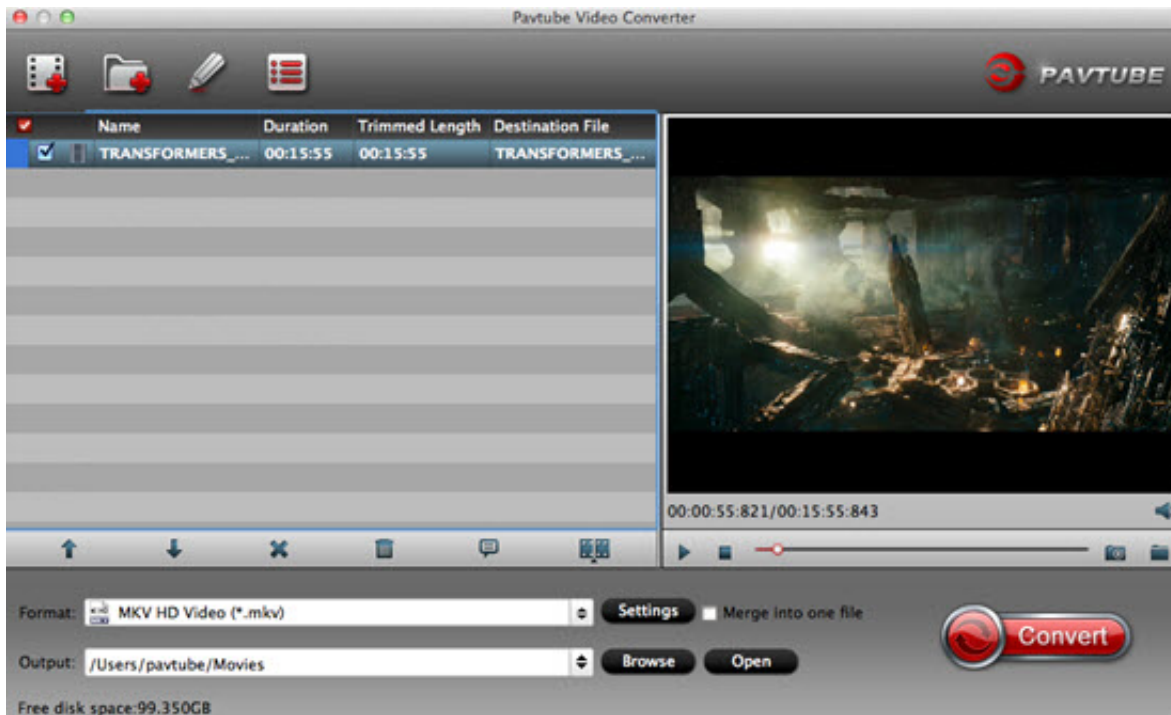 Pavtube Video Converter
PAVTUBE
Name Duration Trimmed Length Destination File
TRANSFORMERS_... 00:15:55 00:15:55 TRANSFORMERS_...
00:00:55:821/00:15:55:843
Format: MKV HD Video (*.mkv) Settings Merge into one file
Convert
Output: /Users/pavtube/Movies Browse Open
Free disk space:99.350GB